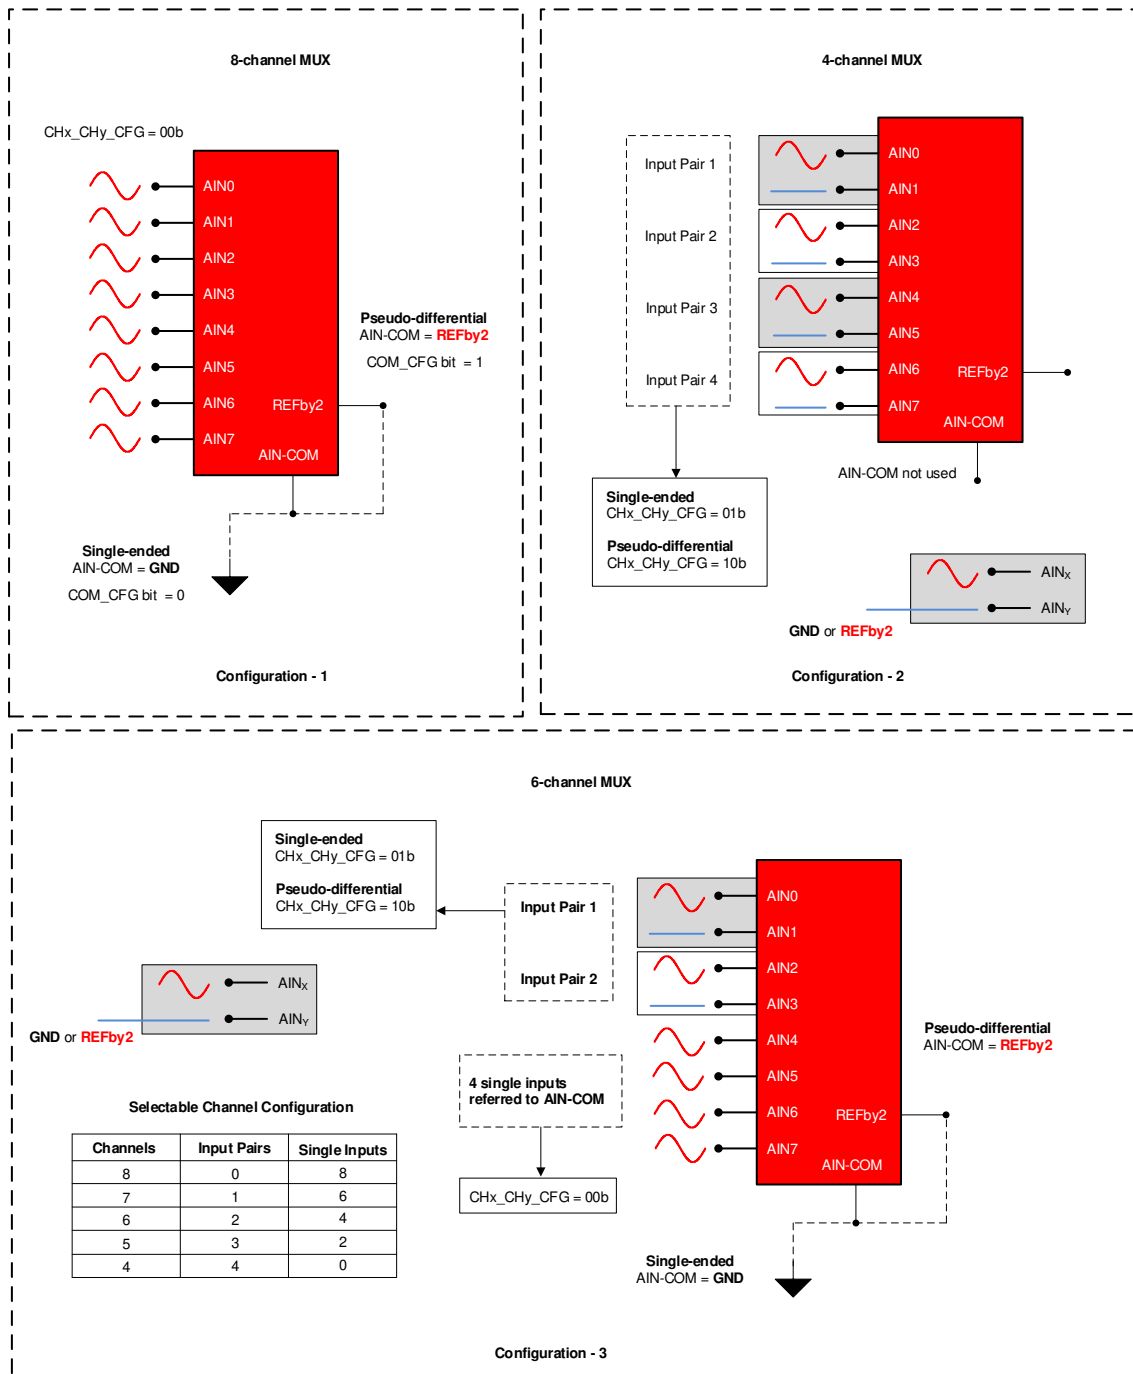 8-channel MUX
CHx_CHy_CFG = 00b
AIN0
AIN1
AIN2
AIN3
AIN4
AIN5
AIN6
AIN7
REFby2
AIN-COM
Pseudo-differential
AIN-COM = REFby2
COM_CFG bit = 1
Single-ended
AIN-COM = GND
COM_CFG bit = 0
Configuration - 1
4-channel MUX
Input Pair 1
Input Pair 2
Input Pair 3
Input Pair 4
AIN0
AIN1
AIN2
AIN3
AIN4
AIN5
AIN6
AIN7
REFby2
AIN-COM
AIN-COM not used
Single-ended
CHx_CHy_CFG = 01b
Pseudo-differential
CHx_CHy_CFG = 10b
AINX
AINY
GND or REFby2
Configuration - 2
6-channel MUX
Single-ended
CHx_CHy_CFG = 01b
Pseudo-differential
CHx_CHy_CFG = 10b
Input Pair 1
Input Pair 2
AINX
AINY
GND or REFby2
4 single inputs
referred to AIN-COM
CHx_CHy_CFG = 00b
AIN0
AIN1
AIN2
AIN3
AIN4
AIN5
AIN6
AIN7
REFby2
AIN-COM
Pseudo-differential
AIN-COM = REFby2
Single-ended
AIN-COM = GND
Selectable Channel Configuration
Channels Input Pairs Single Inputs
8 0 8
7 1 6
6 2 4
5 3 2
4 4 0
Configuration - 3